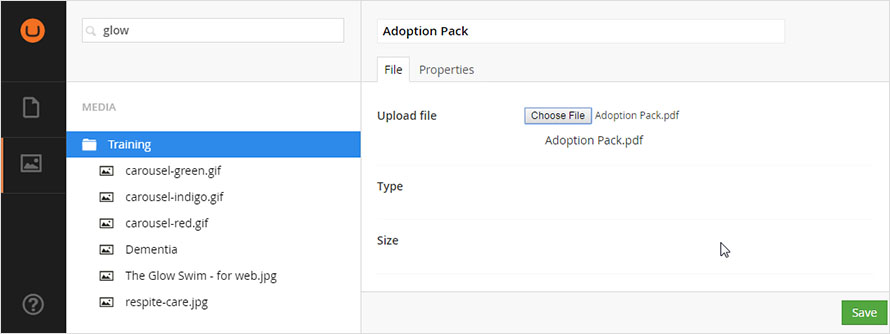 glow
MEDIA
Training
carousel-green.gif
carousel-indigo.gif
carousel-red.gif
Dementia
The Glow Swim - for web.jpg
respite-care.jpg
Adoption Pack
File Properties
Upload file Choose File Adoption Pack.pdf
Adoption Pack.pdf
Type
Size
Save